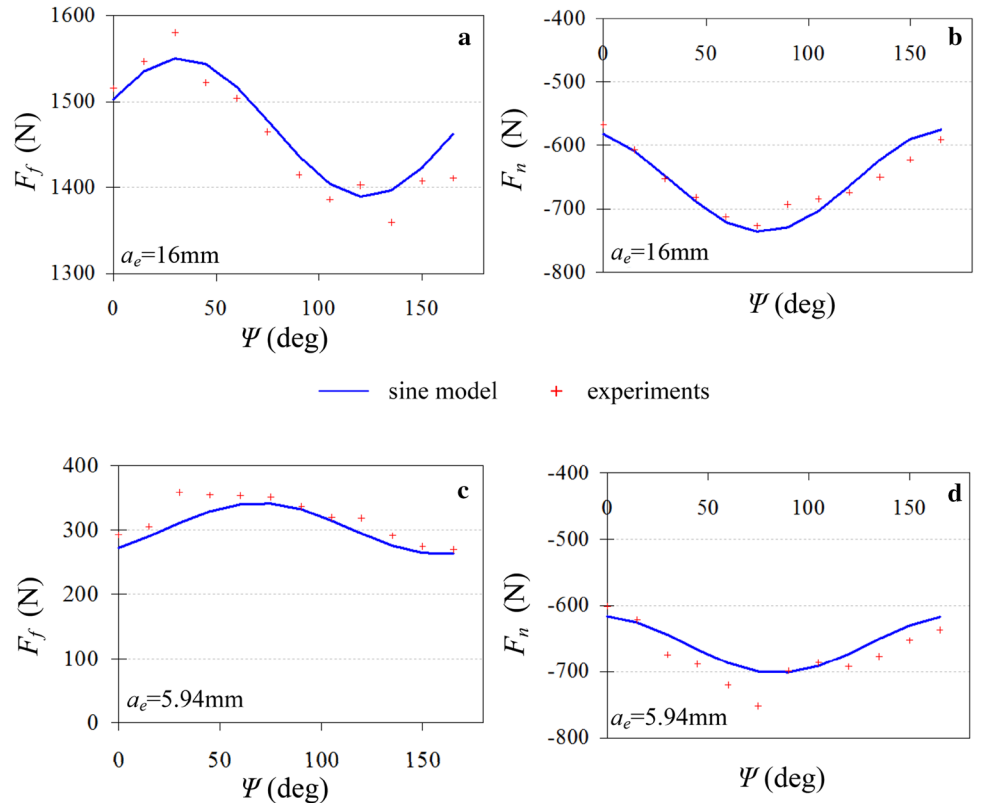 1600
1500
1400
1300
F_f (N)
a
a_e=16mm
0 50 100 150
Ψ (deg)
-400
-500
-600
-700
-800
F_n (N)
0 50 100 150
b
a_e=16mm
Ψ (deg)
sine model experiments
400
300
200
100
0
F_f (N)
c
a_e=5.94mm
0 50 100 150
Ψ (deg)
-400
-500
-600
-700
-800
F_n (N)
0 50 100 150
d
a_e=5.94mm
Ψ (deg)